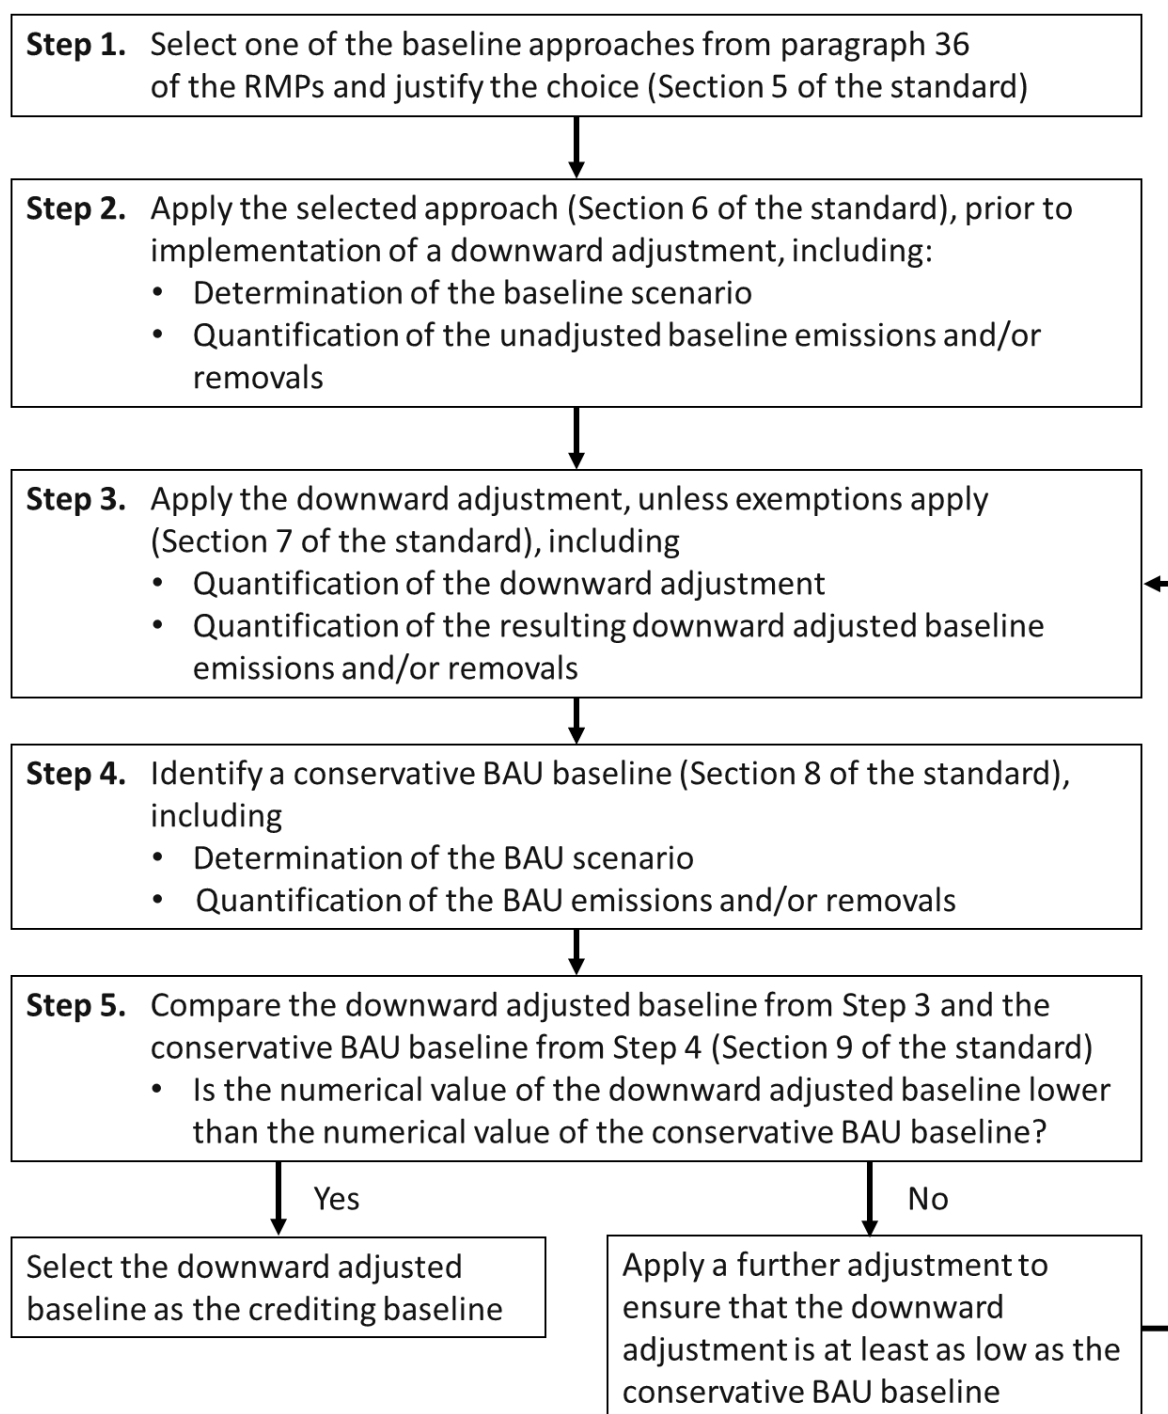 Step 1. Select one of the baseline approaches from paragraph 36
of the RMPs and justify the choice (Section 5 of the standard)
Step 2. Apply the selected approach (Section 6 of the standard), prior to
implementation of a downward adjustment, including:
• Determination of the baseline scenario
• Quantification of the unadjusted baseline emissions and/or
removals
Step 3. Apply the downward adjustment, unless exemptions apply
(Section 7 of the standard), including
• Quantification of the downward adjustment
• Quantification of the resulting downward adjusted baseline
emissions and/or removals
Step 4. Identify a conservative BAU baseline (Section 8 of the standard),
including
• Determination of the BAU scenario
• Quantification of the BAU emissions and/or removals
Step 5. Compare the downward adjusted baseline from Step 3 and the
conservative BAU baseline from Step 4 (Section 9 of the standard)
• Is the numerical value of the downward adjusted baseline lower
than the numerical value of the conservative BAU baseline?
Yes
No
Select the downward adjusted
baseline as the crediting baseline
Apply a further adjustment to
ensure that the downward
adjustment is at least as low as the
conservative BAU baseline